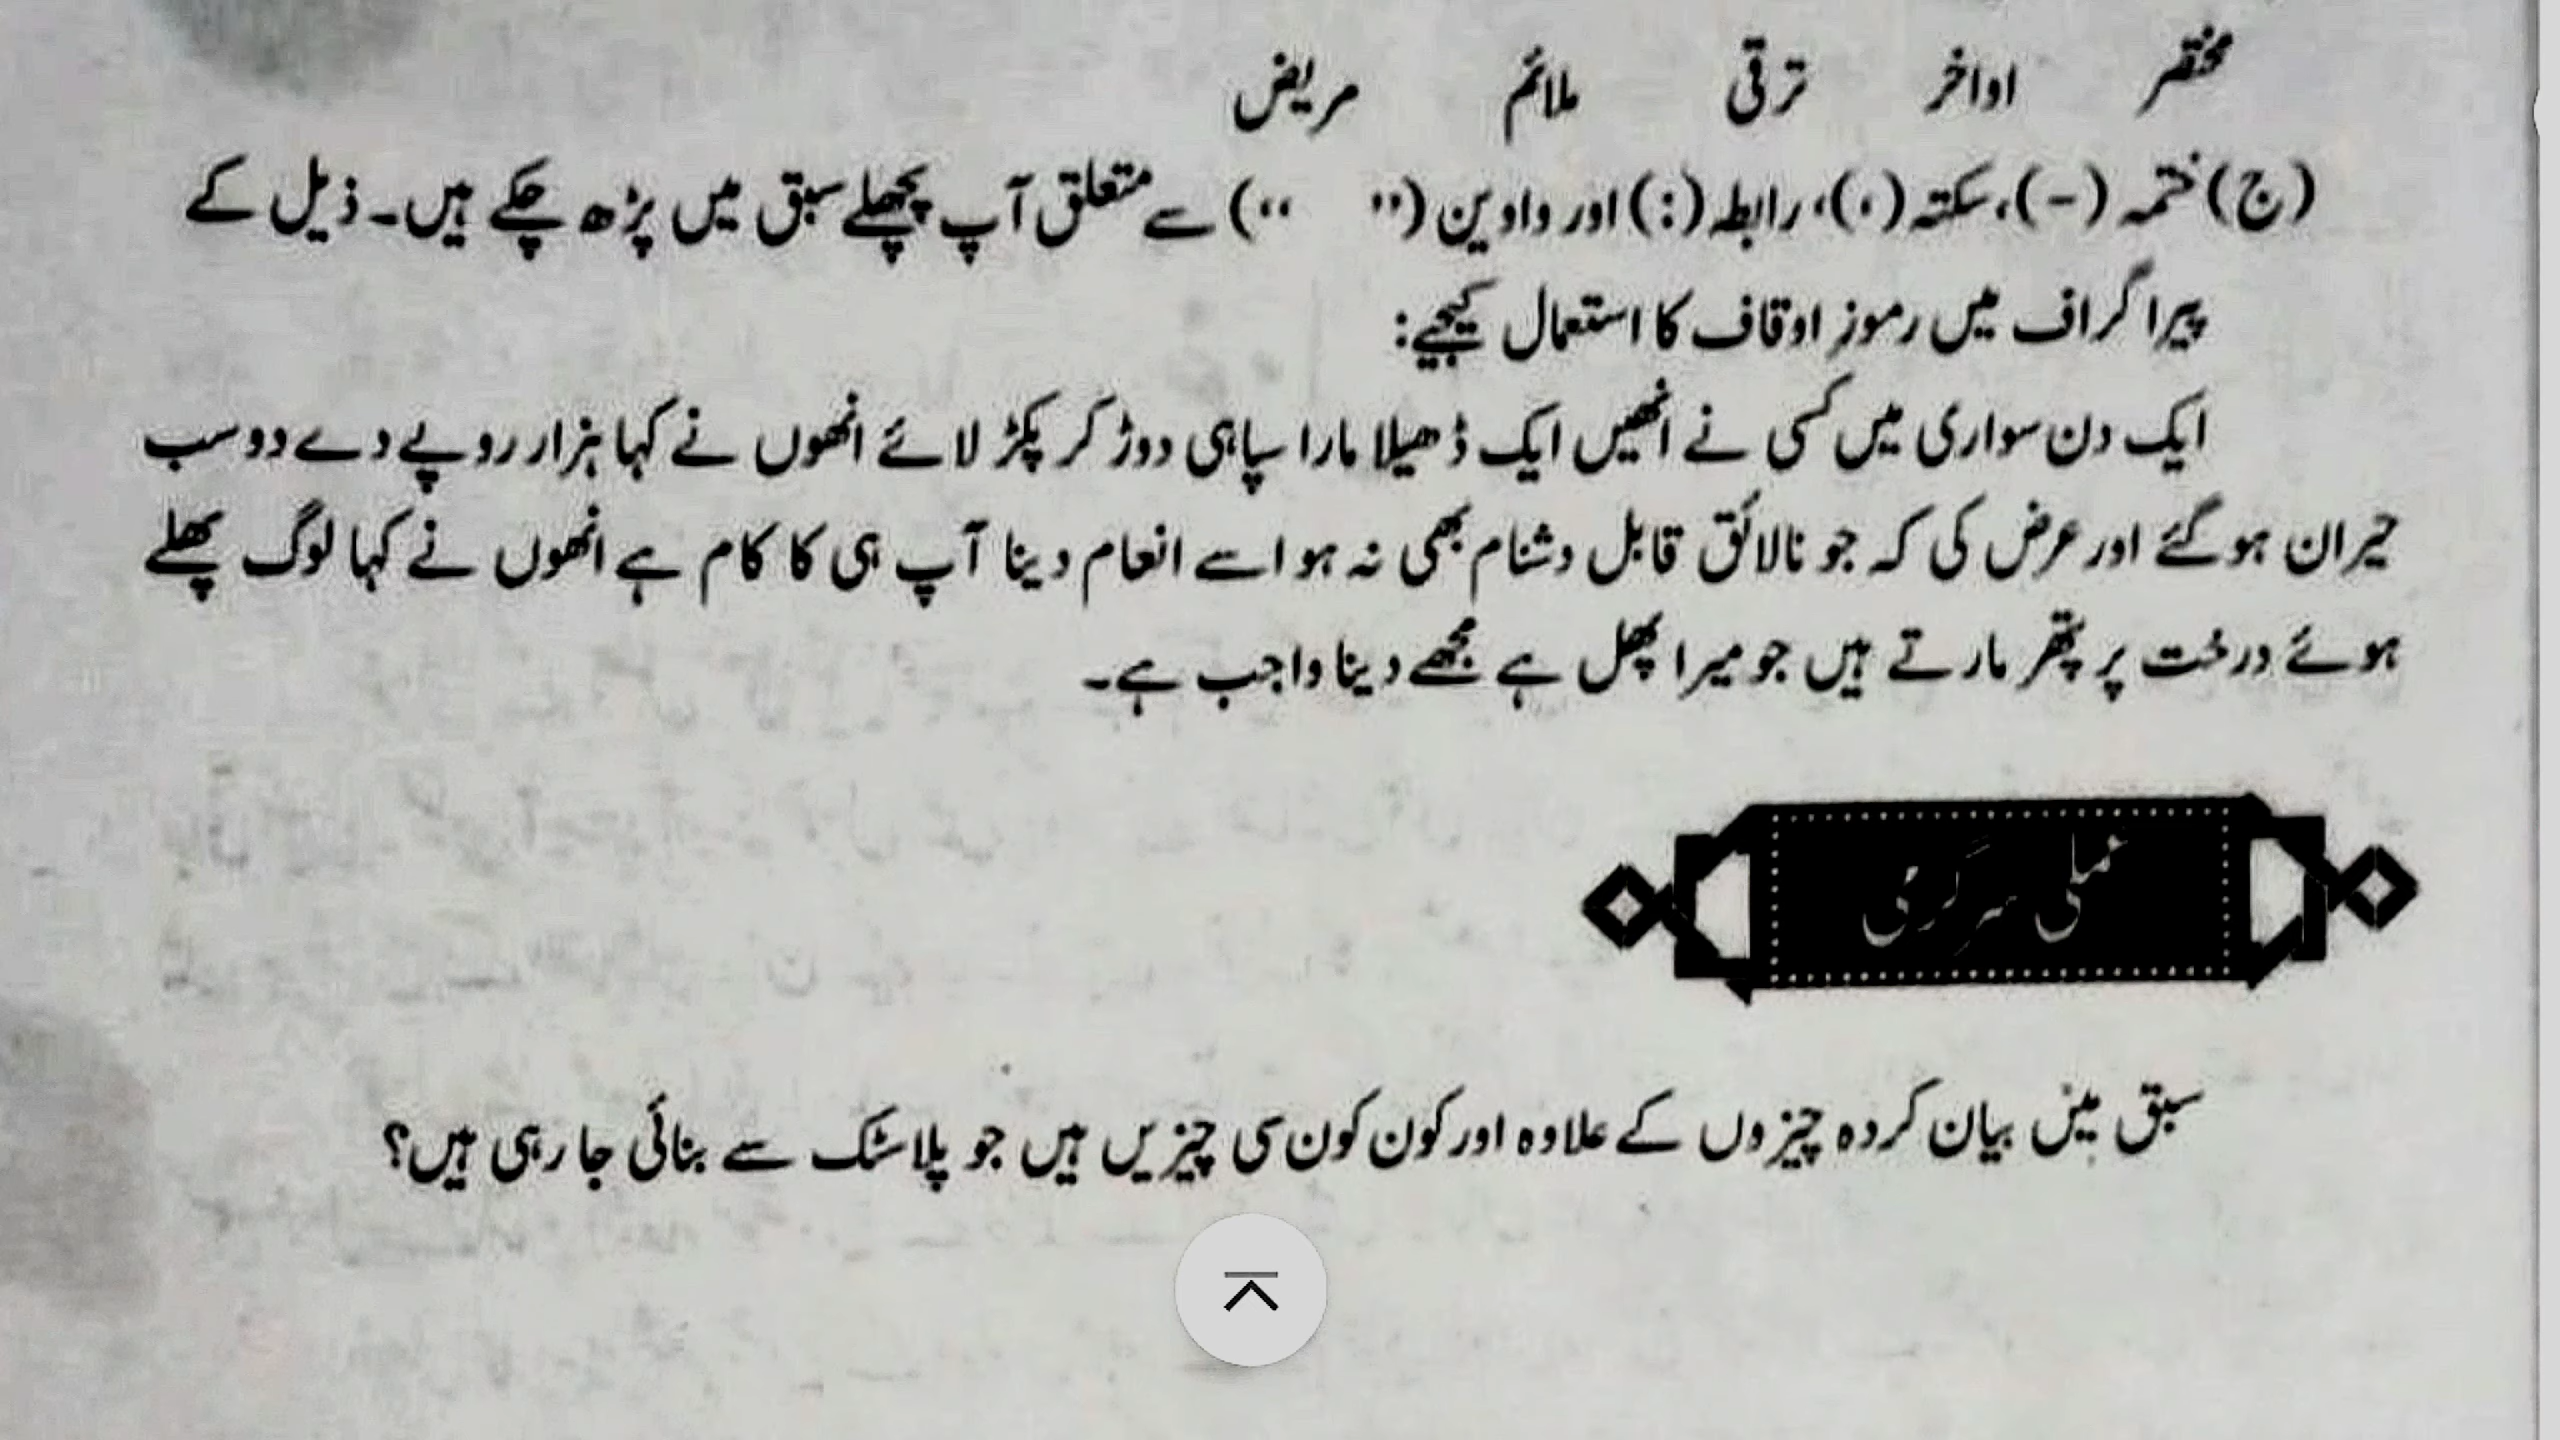 مختصر اواخر ترقی ملائم مریض
(ج) ختمہ (۔)، سکتہ (،)، رابطہ (:) اور واوین (” “) سے متعلق آپ پچھلے سبق میں پڑھ چکے ہیں۔ ذیل کے
پیراگراف میں رموز اوقاف کا استعمال کیجیے:
ایک دن سواری میں کسی نے انھیں ایک ڈھیلا مارا سپاہی دوڑ کر پکڑ لائے انھوں نے کہا ہزار روپے دے دو سب
حیران ہوگئے اور عرض کی کہ جو نالائق قابل دشنام بھی نہ ہو اسے انعام دینا آپ ہی کا کام ہے انھوں نے کہا لوگ پھلے
ہوئے درخت پر پتھر مارتے ہیں جو میرا پھل ہے مجھے دینا واجب ہے۔
عملی سرگرمی
سبق میں بیان کردہ چیزوں کے علاوہ اور کون کون سی چیزیں ہیں جو پلاسٹک سے بنائی جا رہی ہیں؟